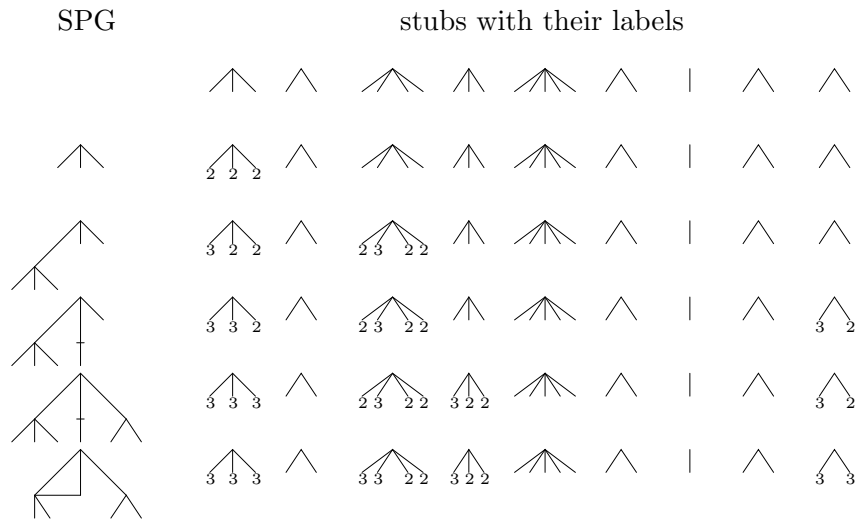 SPG stubs with their labels
2 2 2
3 2 2 2 3 2 2
3 3 2 2 3 2 2 3 2
3 3 3 2 3 2 2 3 2 2 3 2
3 3 3 2 3 2 2 3 2 2 3 3